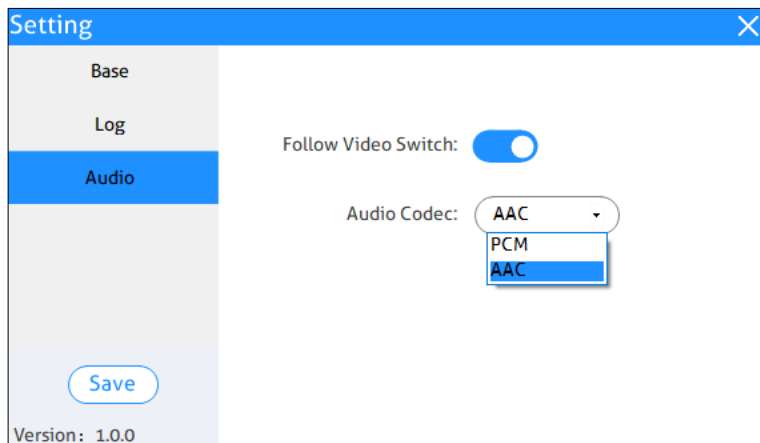 Setting
Base
Log
Audio
Follow Video Switch:
Audio Codec:
AAC
PCM
AAC
Save
Version： 1.0.0